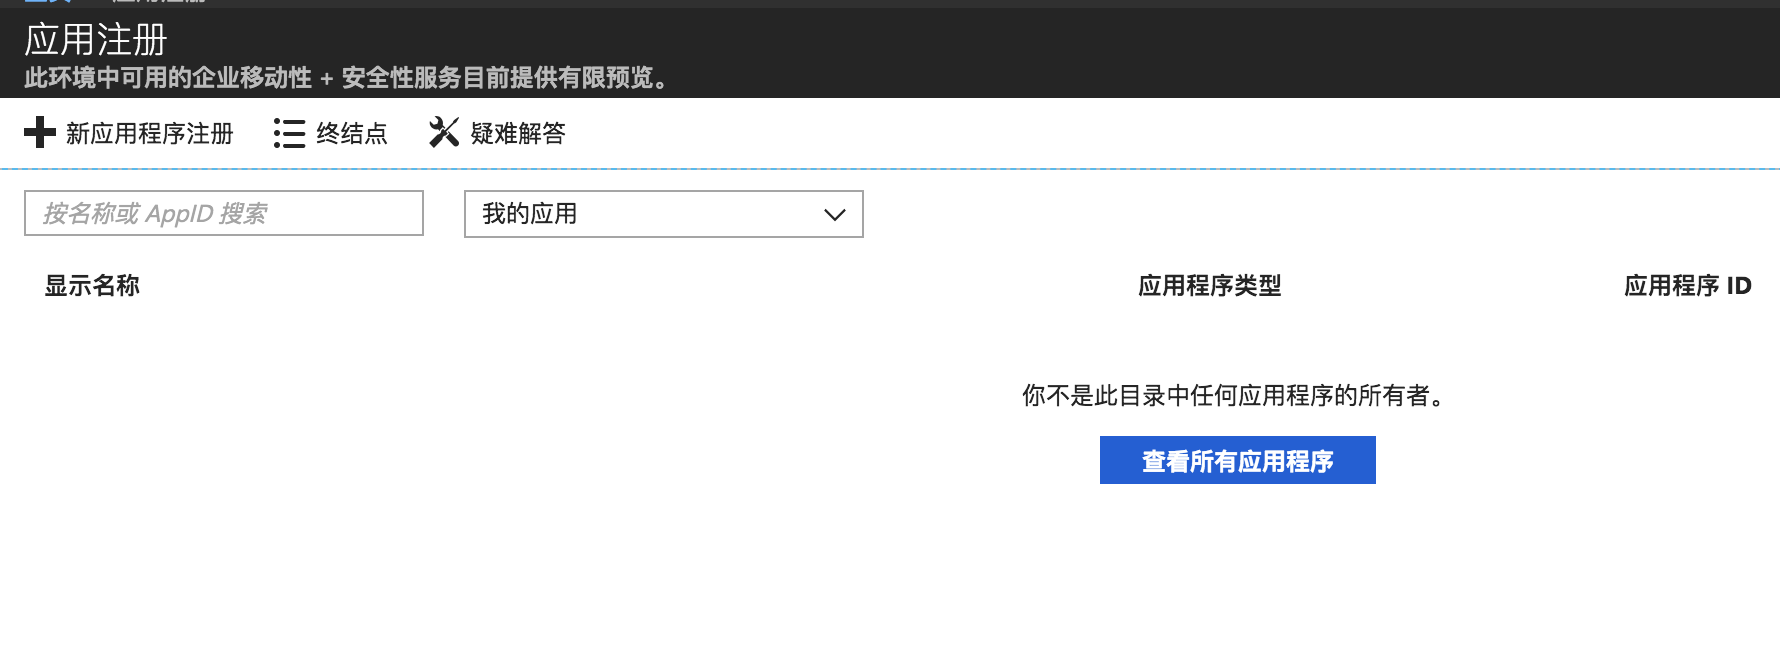 应用注册
此环境中可用的企业移动性 + 安全性服务目前提供有限预览。
新应用程序注册 终结点 疑难解答
按名称或 AppID 搜索 我的应用
显示名称 应用程序类型 应用程序 ID
你不是此目录中任何应用程序的所有者。
查看所有应用程序